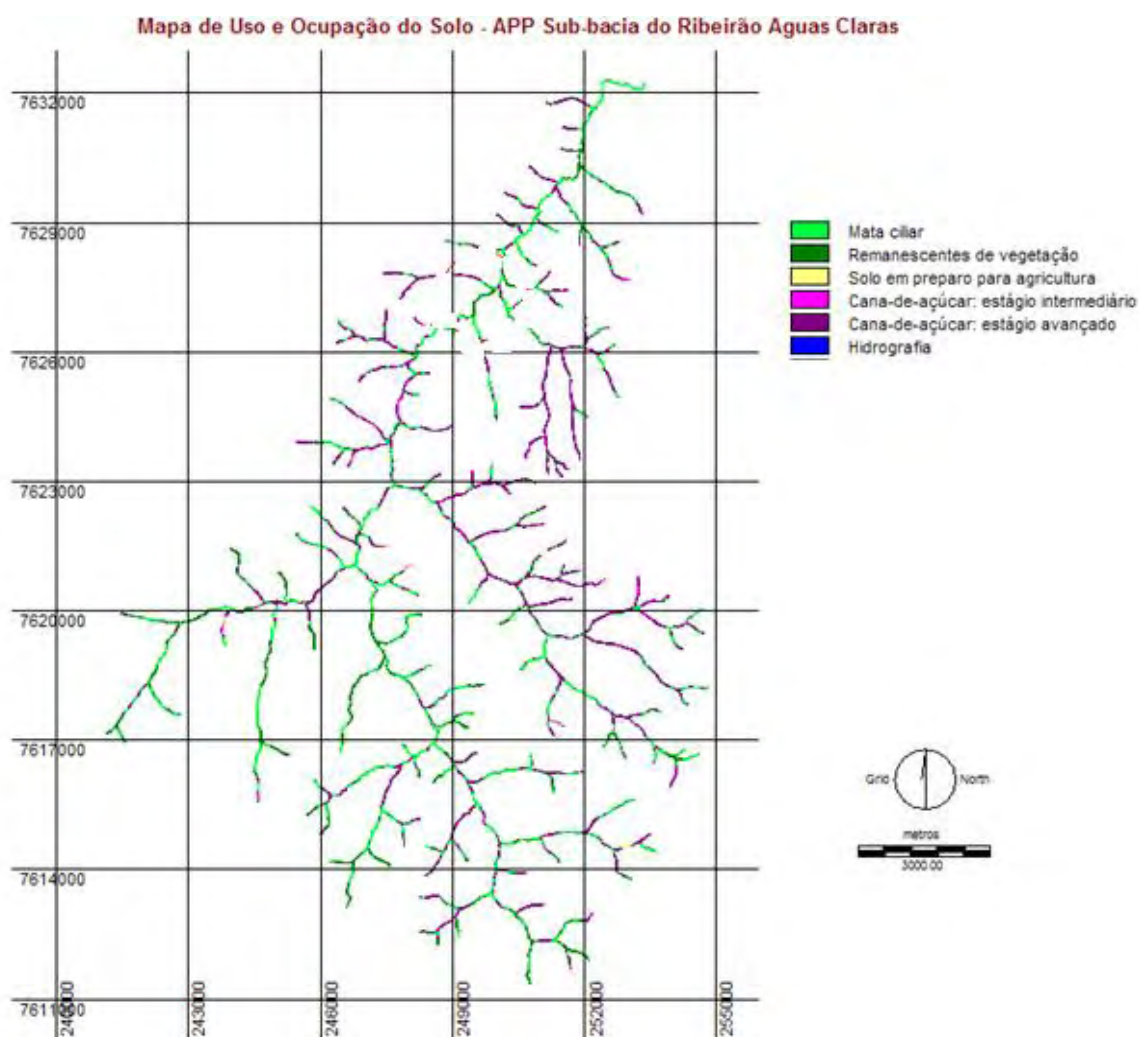 Mapa de Uso e Ocupação do Solo - APP Sub-bacia do Ribeirão Aguas Claras
7632000
7629000
Mata ciliar
Remanescentes de vegetação
Solo em preparo para agricultura
Cana-de-açúcar: estágio intermediário
Cana-de-açúcar: estágio avançado
Hidrografia
7626000
7623000
7620000
7617000
Grid North
metros
3000.00
7614000
7611000
240000
243000
246000
249000
252000
255000